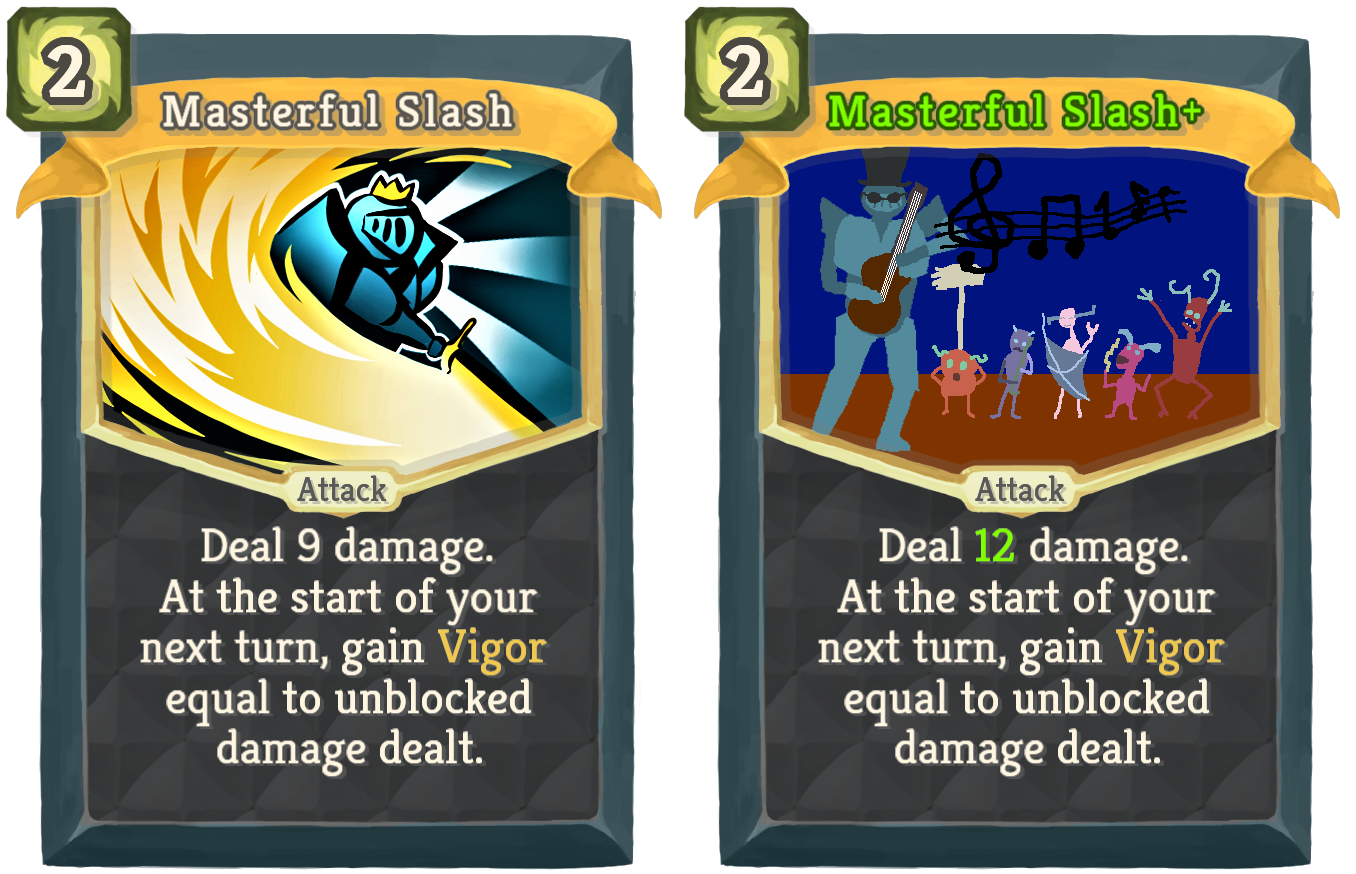 2
Masterful Slash
Attack
Deal 9 damage.
At the start of your
next turn, gain Vigor
equal to unblocked
damage dealt.
2
Masterful Slash+
Attack
Deal 12 damage.
At the start of your
next turn, gain Vigor
equal to unblocked
damage dealt.